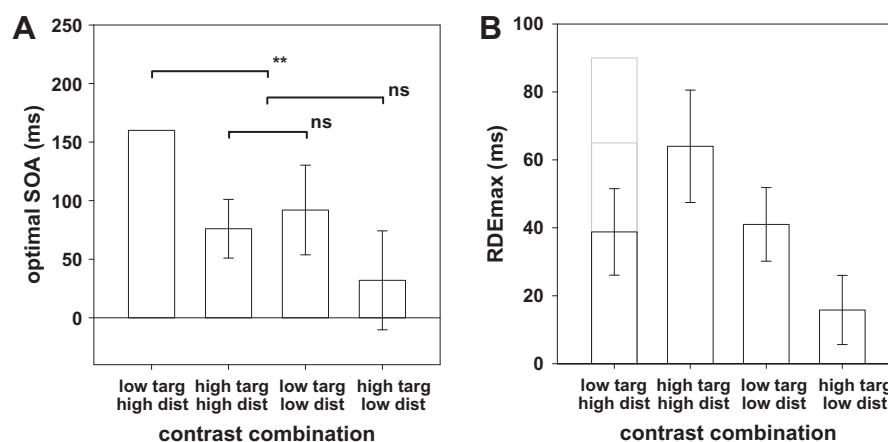 A
optimal SOA (ms)
250
200
150
100
50
0
**
ns
ns
low targ
high dist
high targ
high dist
low targ
low dist
high targ
low dist
contrast combination
B
RDEmax (ms)
100
80
60
40
20
0
low targ
high dist
high targ
high dist
low targ
low dist
high targ
low dist
contrast combination